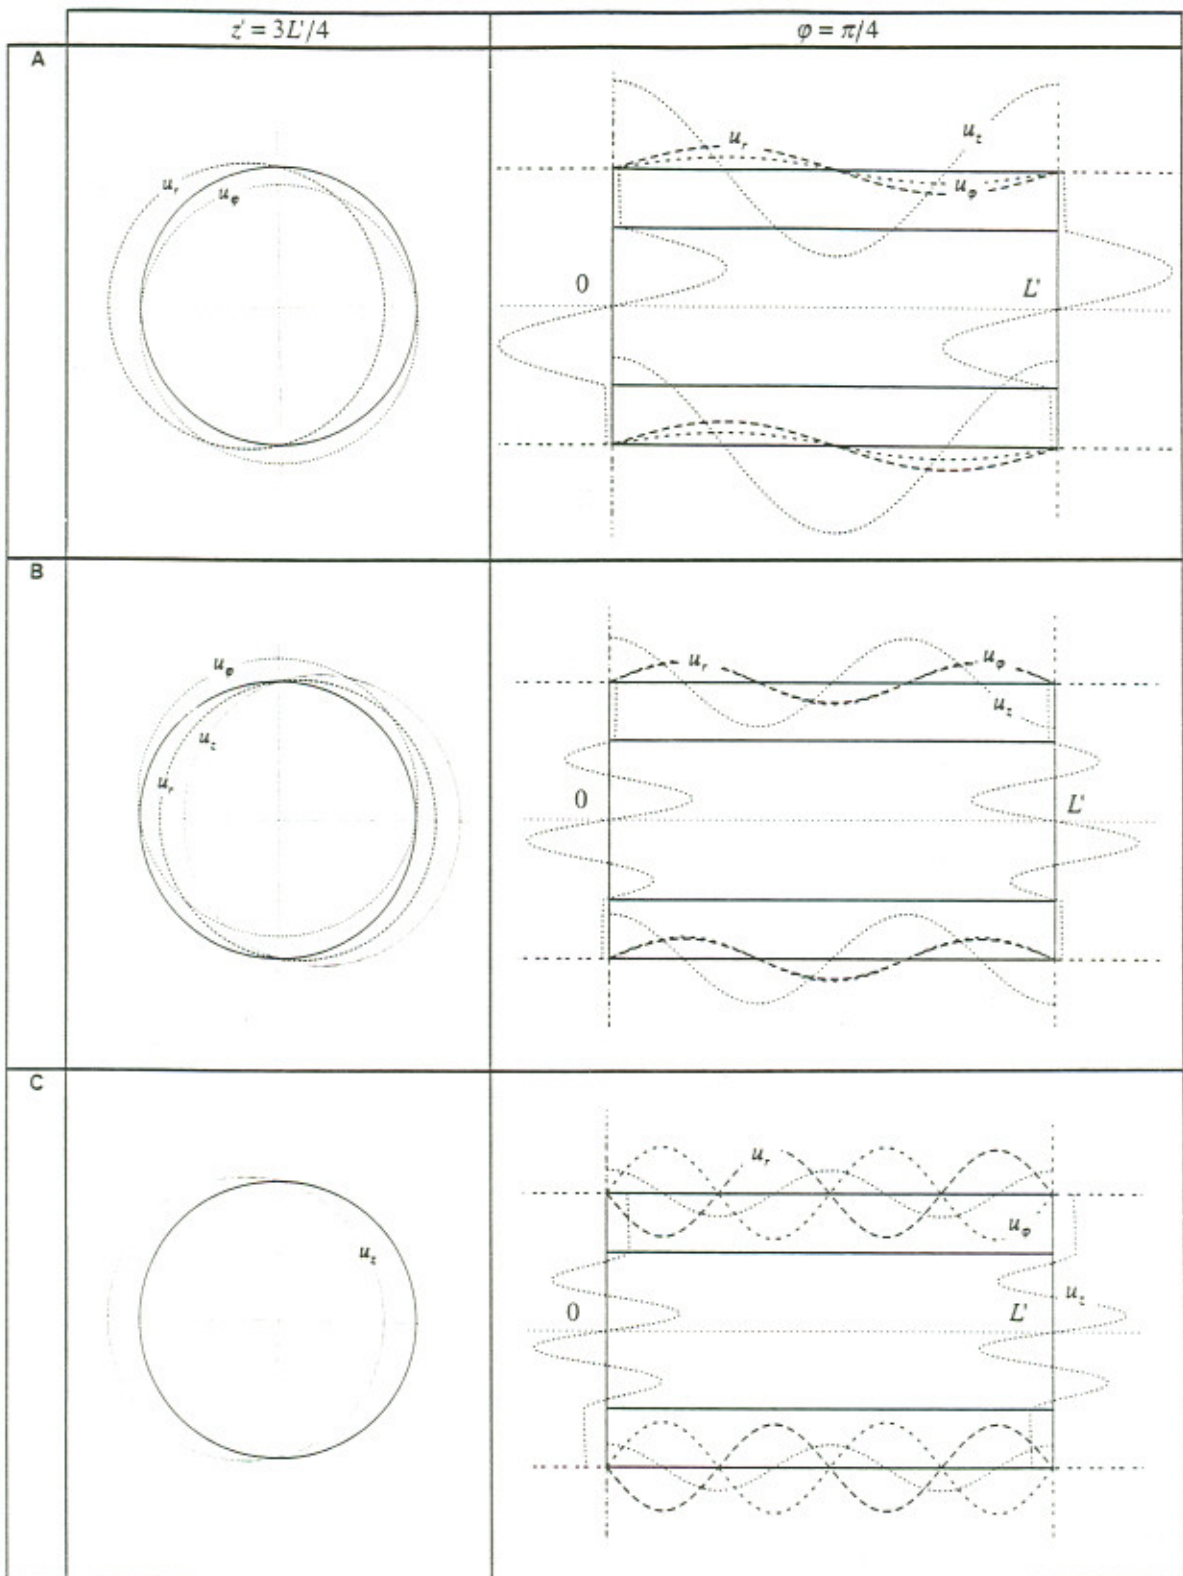 z' = 3L'/4
φ = π/4
A
u_r
u_φ
u_r
u_z
u_φ
0
L'
B
u_φ
u_z
u_r
u_r
u_φ
u_z
0
L'
C
u_z
u_r
u_φ
u_z
0
L'